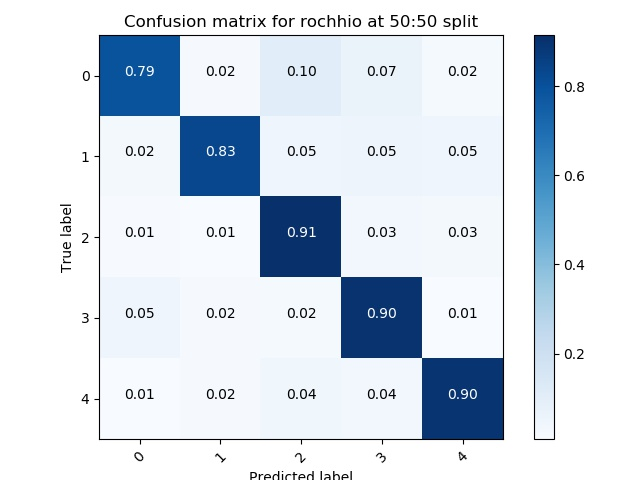 Confusion matrix for rochhio at 50:50 split
True label
0 0.79 0.02 0.10 0.07 0.02
1 0.02 0.83 0.05 0.05 0.05
2 0.01 0.01 0.91 0.03 0.03
3 0.05 0.02 0.02 0.90 0.01
4 0.01 0.02 0.04 0.04 0.90
0 1 2 3 4
Predicted label
0.8
0.6
0.4
0.2